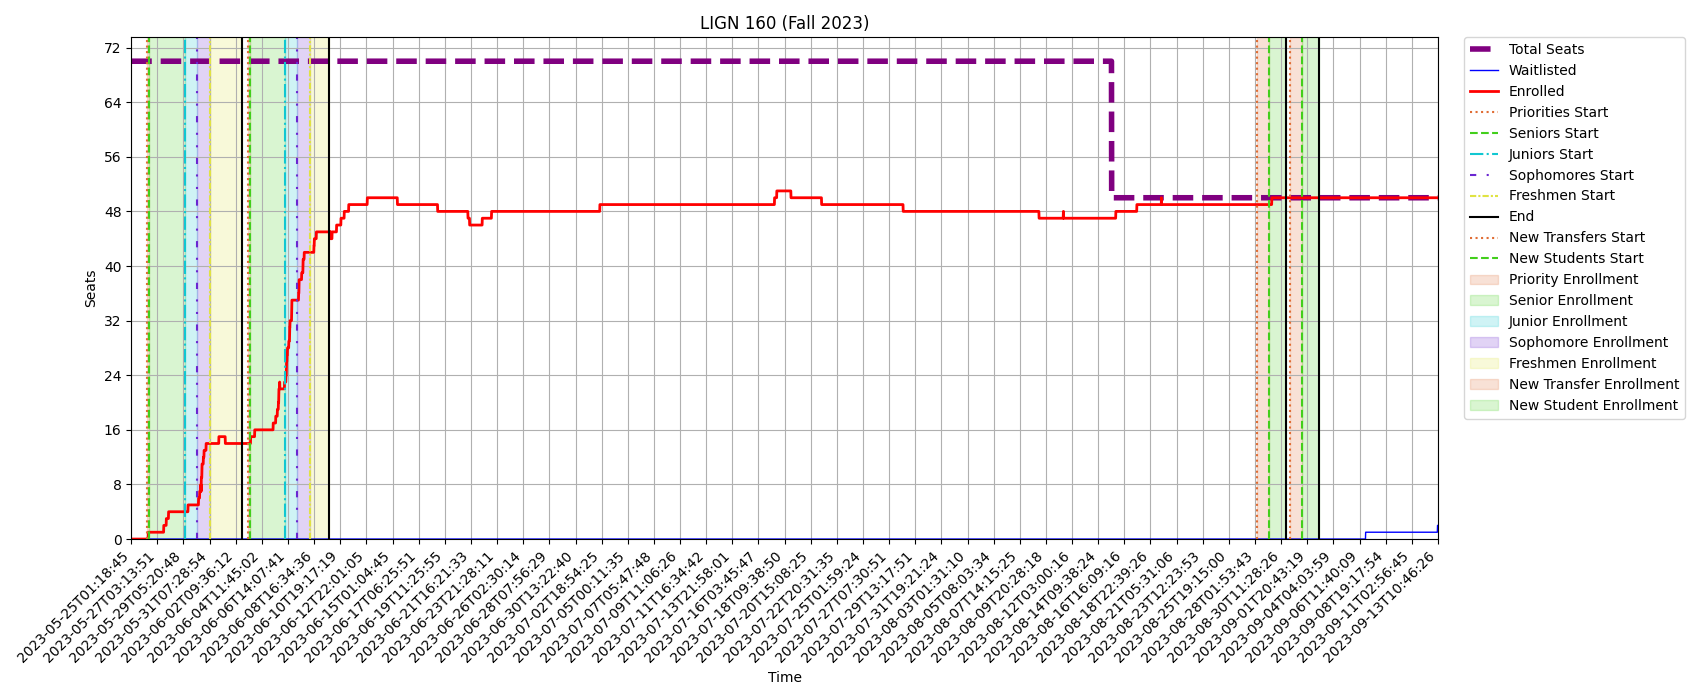 LIGN 160 (Fall 2023)
72
64
56
48
40
32
24
16
8
0
Seats
2023-05-25T01:18:45
2023-05-27T03:13:51
2023-05-29T05:20:48
2023-05-31T07:28:54
2023-06-02T09:36:12
2023-06-04T11:45:02
2023-06-06T14:07:41
2023-06-08T16:34:36
2023-06-10T19:17:19
2023-06-12T22:01:05
2023-06-15T01:04:45
2023-06-17T06:25:51
2023-06-19T11:25:55
2023-06-21T16:21:33
2023-06-23T21:28:11
2023-06-26T02:30:14
2023-06-28T07:56:29
2023-06-30T13:22:40
2023-07-02T18:54:25
2023-07-05T00:11:35
2023-07-07T05:47:48
2023-07-09T11:06:26
2023-07-11T16:34:42
2023-07-13T21:58:01
2023-07-16T03:45:47
2023-07-18T09:38:50
2023-07-20T15:08:25
2023-07-22T20:31:35
2023-07-25T01:59:24
2023-07-27T07:30:51
2023-07-29T13:17:51
2023-07-31T19:21:24
2023-08-03T01:31:10
2023-08-05T08:03:34
2023-08-07T14:15:25
2023-08-09T20:28:18
2023-08-12T03:00:16
2023-08-14T09:38:24
2023-08-16T16:09:16
2023-08-18T22:39:26
2023-08-21T05:31:06
2023-08-23T12:23:53
2023-08-25T19:15:00
2023-08-28T01:53:43
2023-08-30T11:28:26
2023-09-01T20:43:19
2023-09-04T04:03:59
2023-09-06T11:40:09
2023-09-08T19:17:54
2023-09-11T02:56:45
2023-09-13T10:46:26
Time
Total Seats
Waitlisted
Enrolled
Priorities Start
Seniors Start
Juniors Start
Sophomores Start
Freshmen Start
End
New Transfers Start
New Students Start
Priority Enrollment
Senior Enrollment
Junior Enrollment
Sophomore Enrollment
Freshmen Enrollment
New Transfer Enrollment
New Student Enrollment